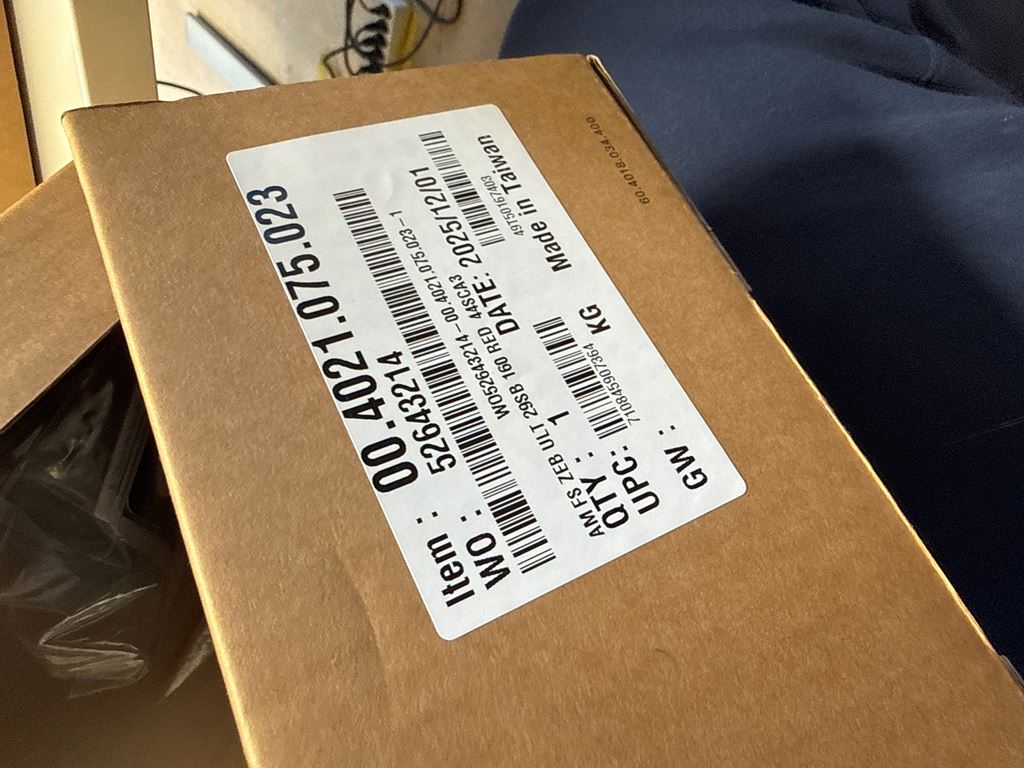 Item : 00.4021.075.023
WO : 52643214
WO52643214-00.4021.075.023-1
AM FS ZEB ULT 29SB 160 RED 44SCA3
QTY : 1 DATE: 2025/12/01
UPC: 710845907364 49T50167403
GW : KG Made in Taiwan
60.4018.034.400